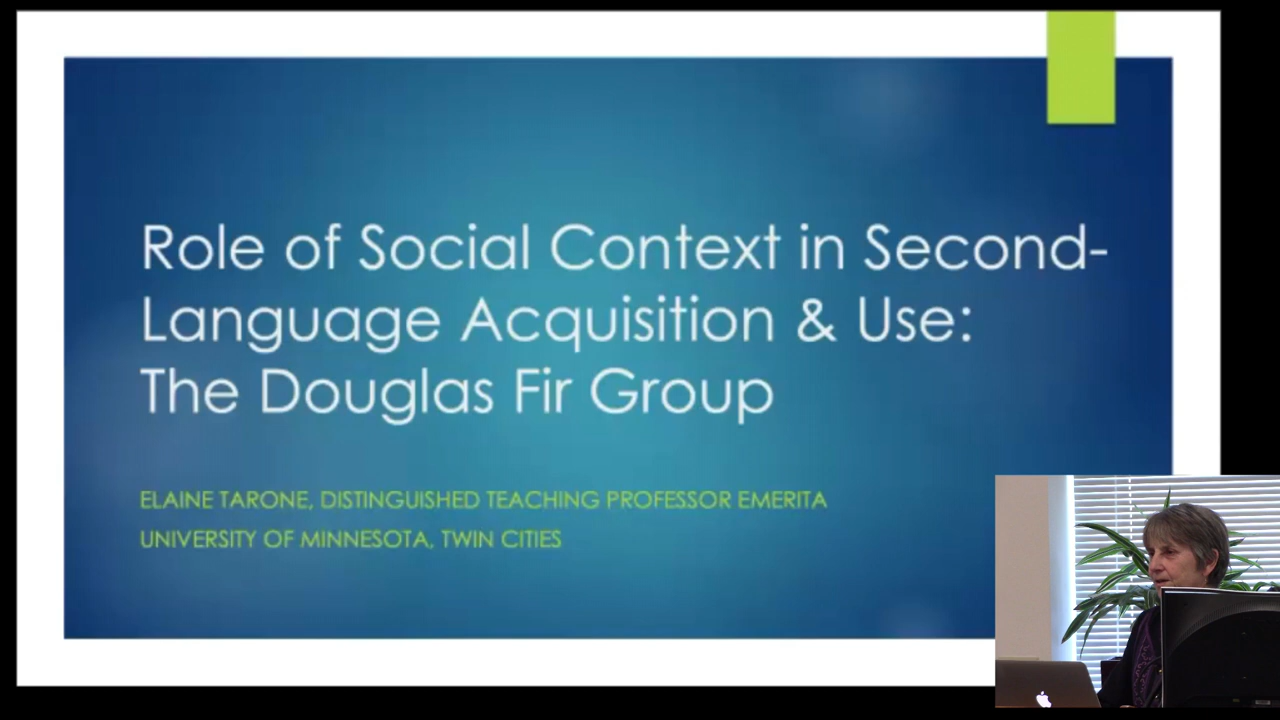 Role of Social Context in Second-
Language Acquisition & Use:
The Douglas Fir Group
ELAINE TARONE, DISTINGUISHED TEACHING PROFESSOR EMERITA
UNIVERSITY OF MINNESOTA, TWIN CITIES